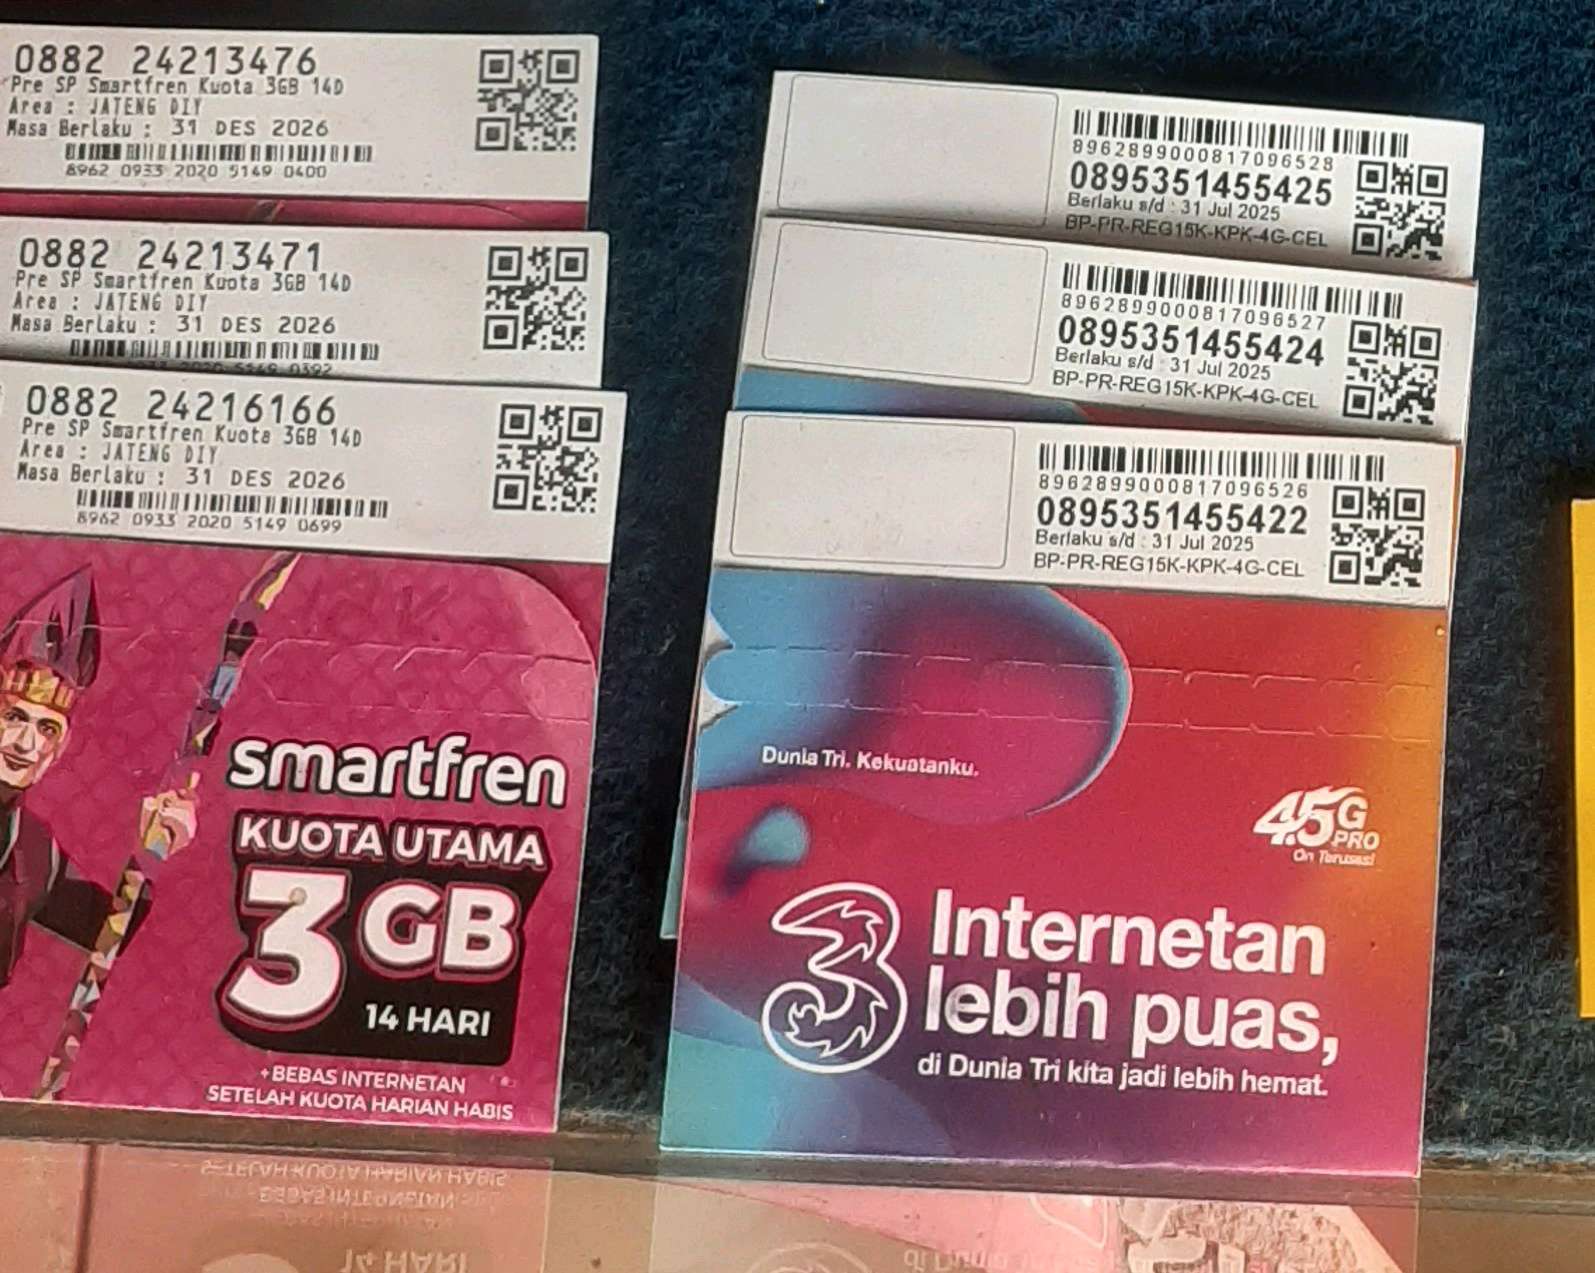 0882 24213476
Pre SP Smartfren Kuota 3GB 14D
Area : JATENG DIY
Masa Berlaku : 31 DES 2026
8962 0933 2020 5149 0400
0882 24213471
Pre SP Smartfren Kuota 3GB 14D
Area : JATENG DIY
Masa Berlaku : 31 DES 2026
0933 2020 5149 0392
0882 24216166
Pre SP Smartfren Kuota 3GB 14D
Area : JATENG DIY
Masa Berlaku : 31 DES 2026
8962 0933 2020 5149 0699
smartfren
KUOTA UTAMA
3GB
14 HARI
+BEBAS INTERNETAN
SETELAH KUOTA HARIAN HABIS
8962899000817096528
0895351455425
Berlaku s/d : 31 Jul 2025
BP-PR-REG15K-KPK-4G-CEL
8962899000817096527
0895351455424
Berlaku s/d : 31 Jul 2025
BP-PR-REG15K-KPK-4G-CEL
8962899000817096526
0895351455422
Berlaku s/d : 31 Jul 2025
BP-PR-REG15K-KPK-4G-CEL
Dunia Tri. Kekuatanku.
4.5G
PRO
On Terusss!
3
Internetan
lebih puas,
di Dunia Tri kita jadi lebih hemat.